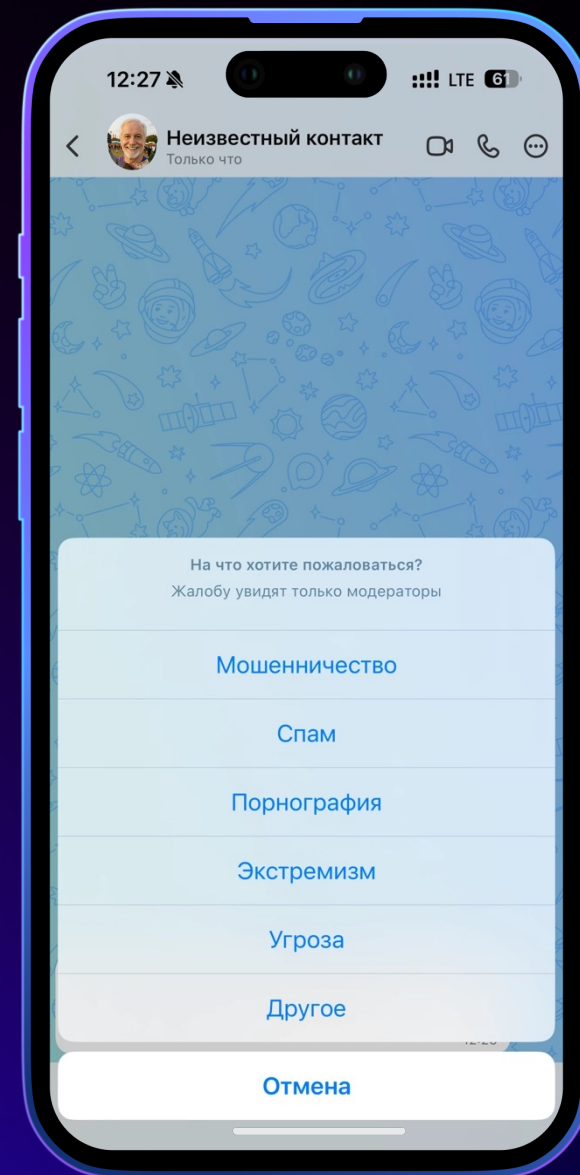 12:27
LTE 61
Неизвестный контакт
Только что
На что хотите пожаловаться?
Жалобу увидят только модераторы
Мошенничество
Спам
Порнография
Экстремизм
Угроза
Другое
Отмена